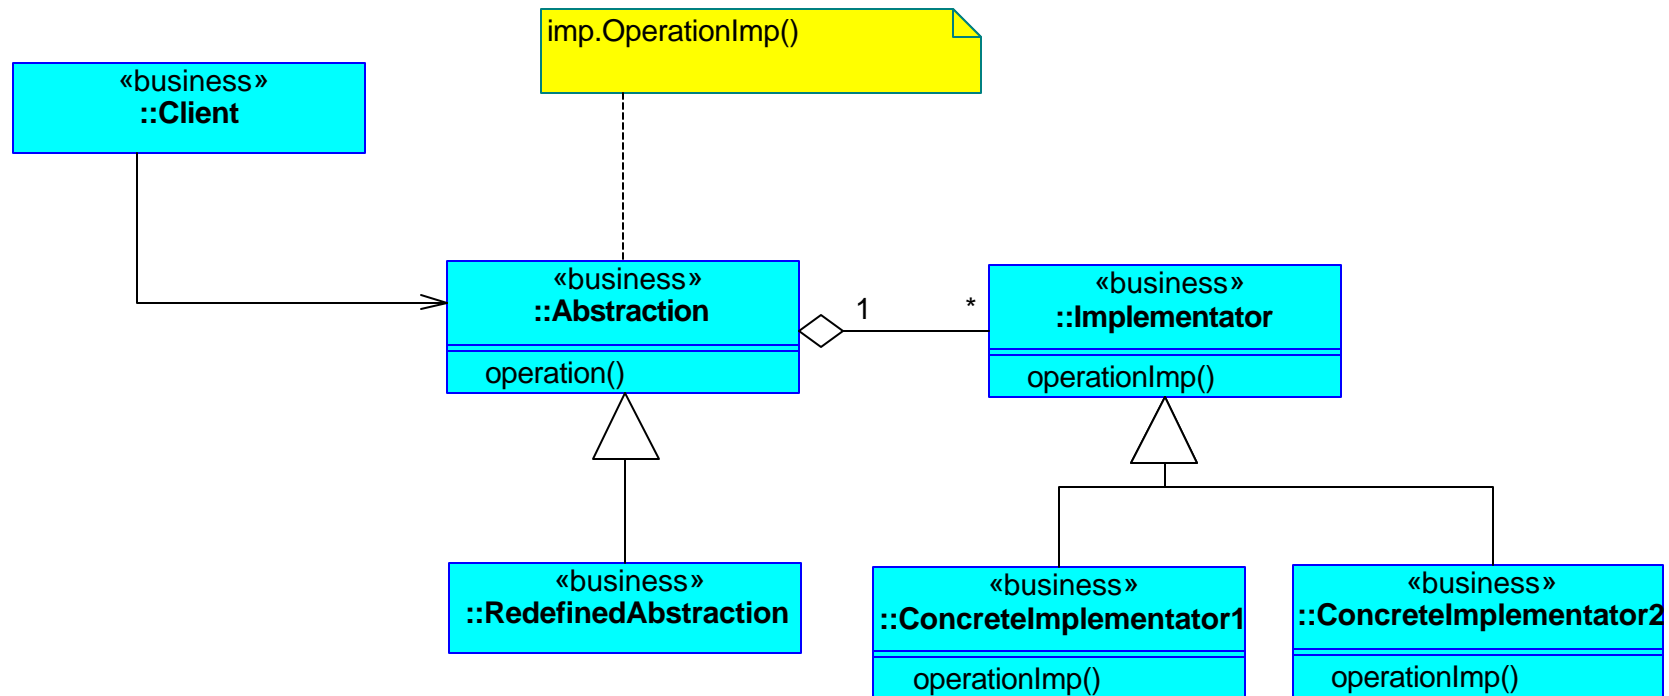 imp.OperationImp()
«business»
::Client
«business»
::Abstraction
operation()
1
*
«business»
::Implementator
operationImp()
«business»
::RedefinedAbstraction
«business»
::ConcreteImplementator1
operationImp()
«business»
::ConcreteImplementator2
operationImp()